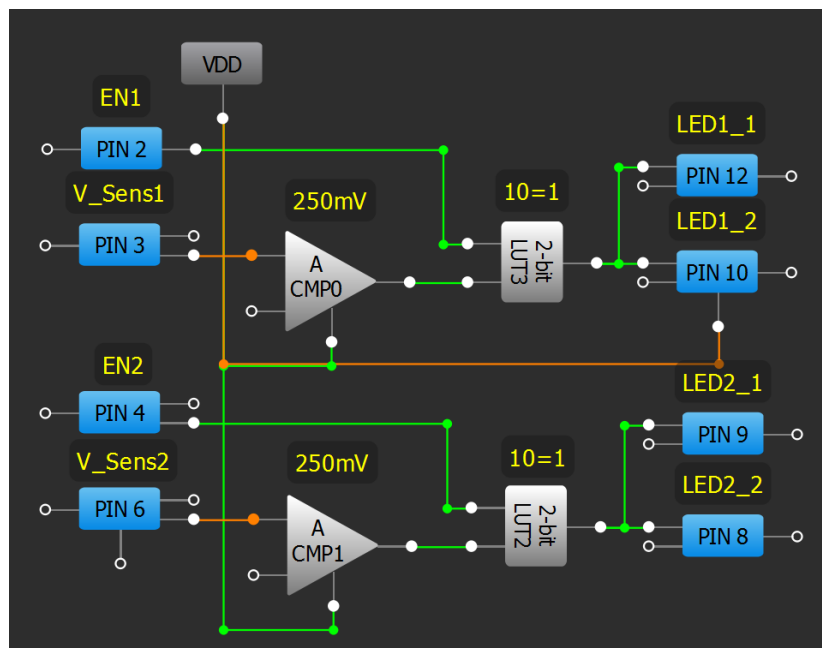 VDD
EN1
PIN 2
V_Sens1
PIN 3
250mV
A
CMP0
10=1
2-bit
LUT3
LED1_1
PIN 12
LED1_2
PIN 10
EN2
PIN 4
V_Sens2
PIN 6
250mV
A
CMP1
10=1
2-bit
LUT2
LED2_1
PIN 9
LED2_2
PIN 8